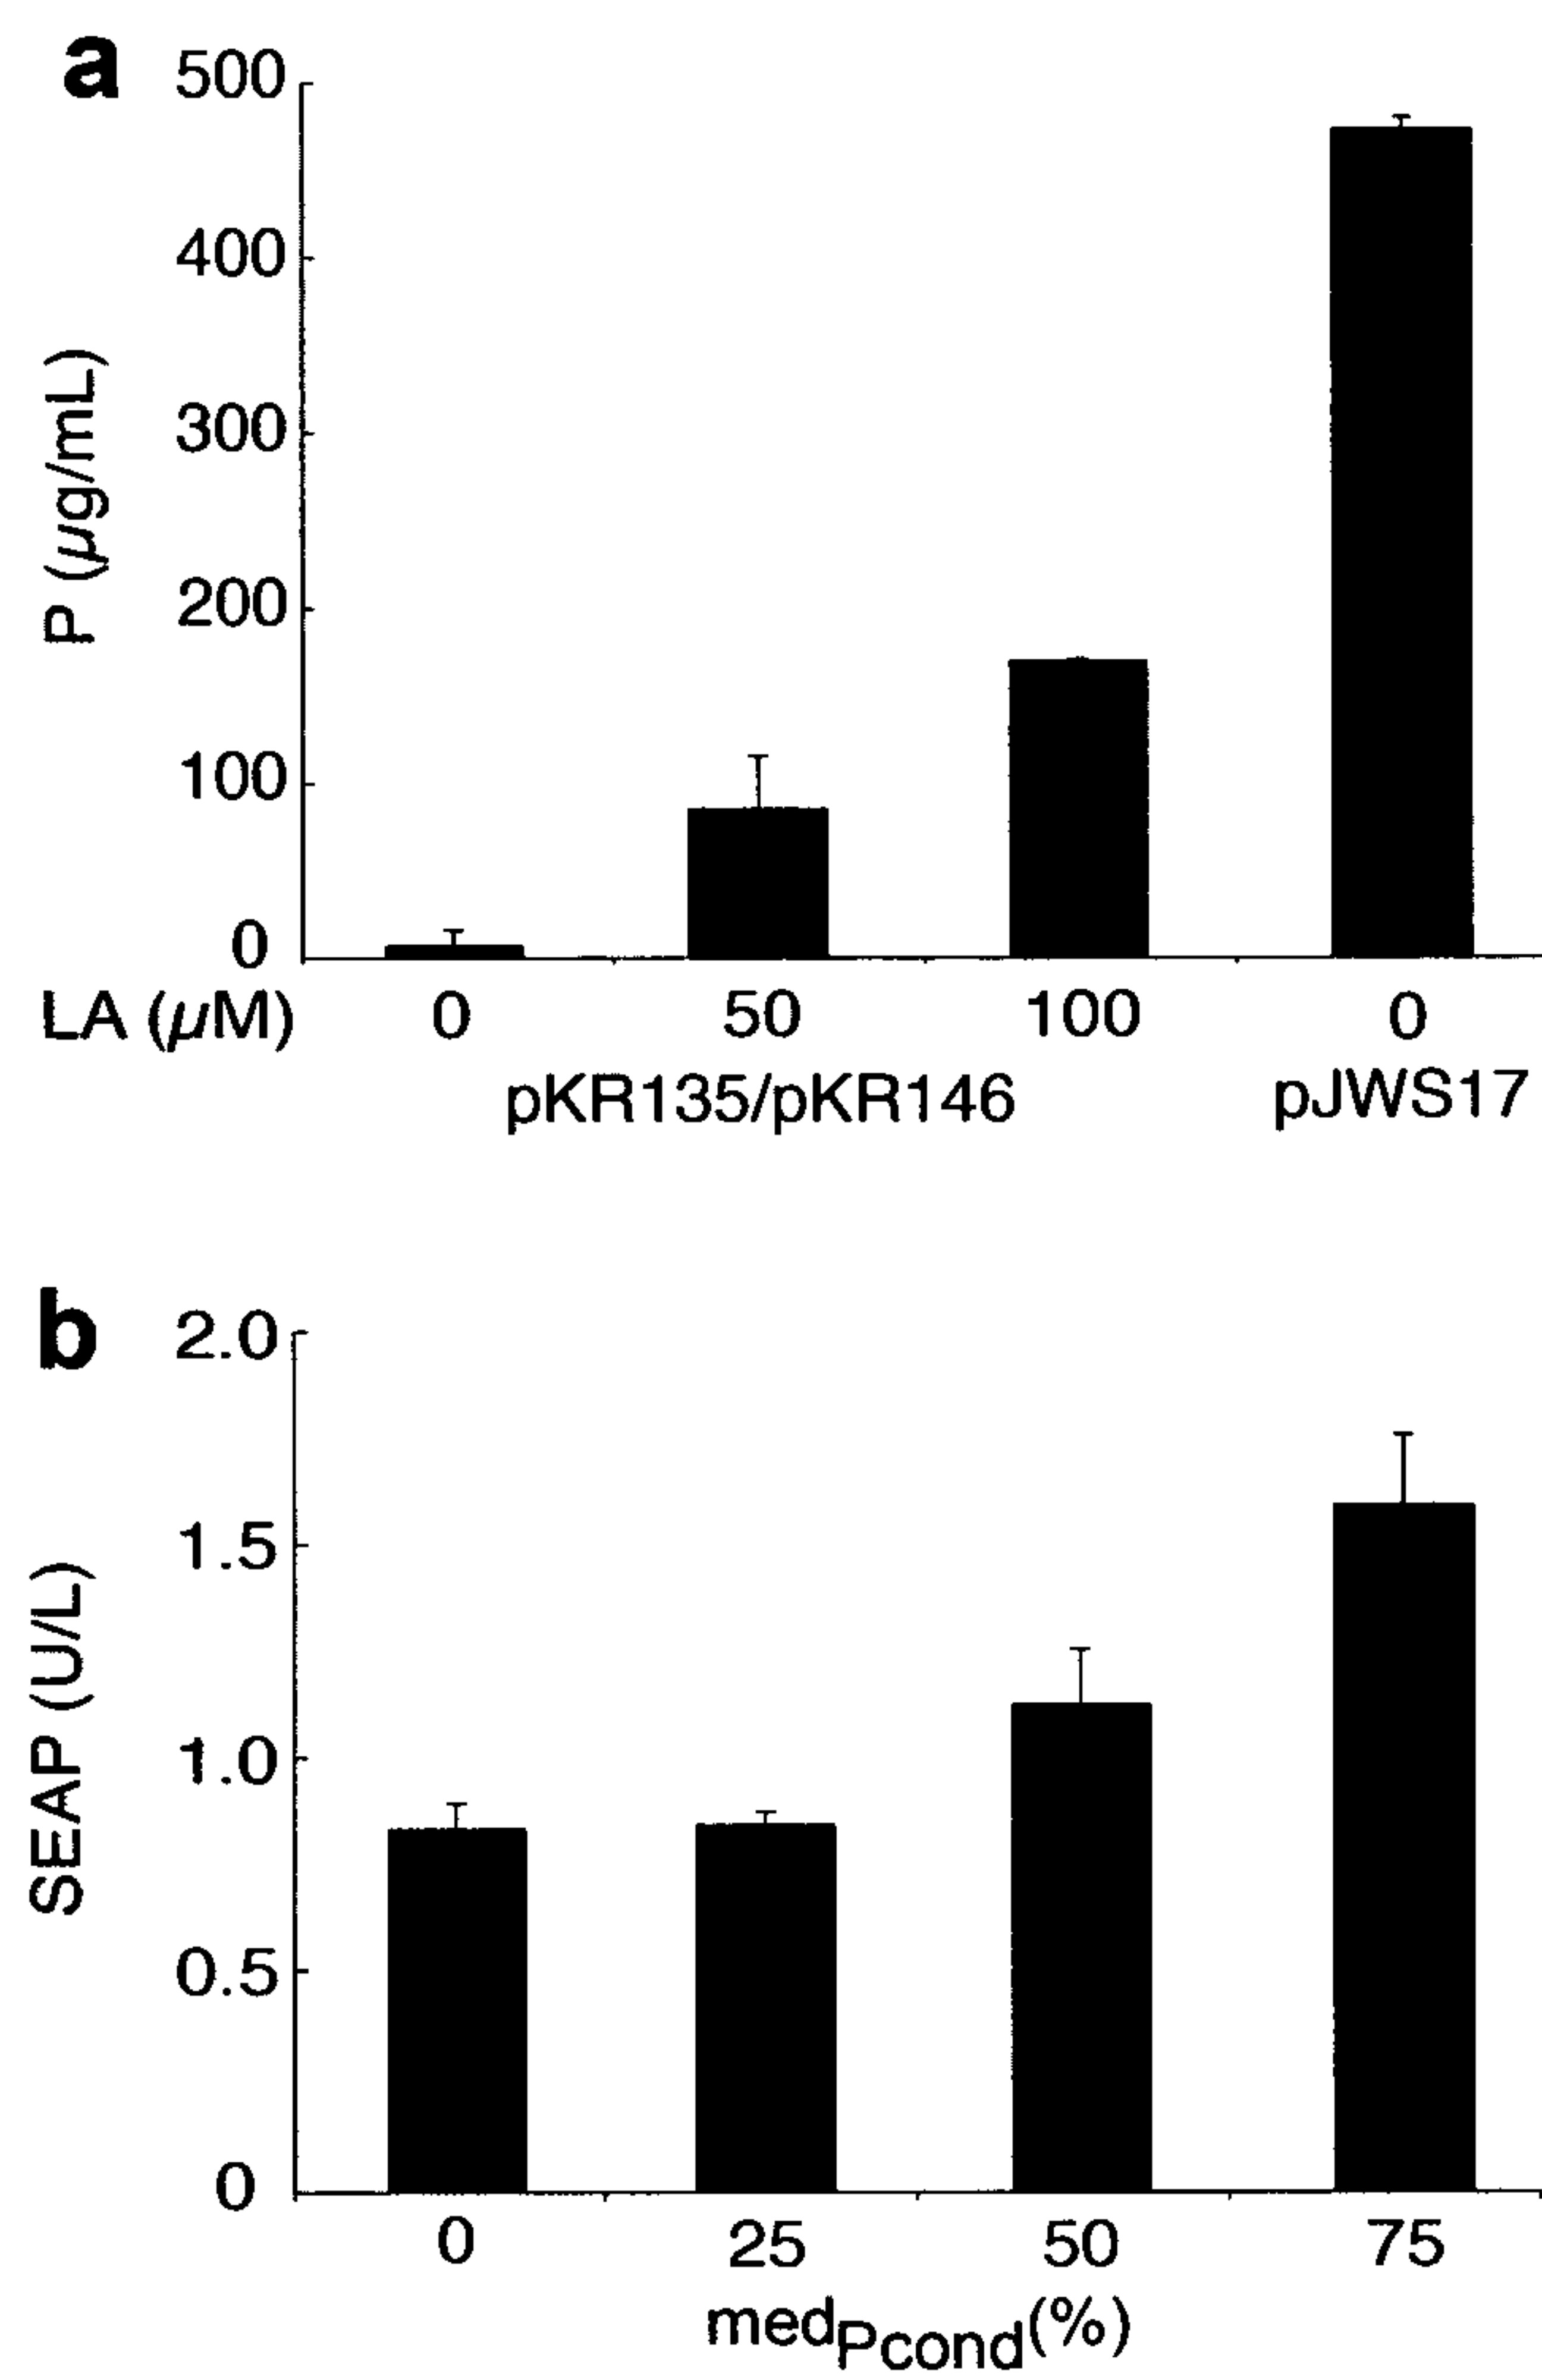 a
500
400
300
200
100
0
P (µg/mL)
LA (µM) 0 50 100 0
pKR135/pKR146 pJWS17
b
2.0
1.5
1.0
0.5
0
SEAP (U/L)
0 25 50 75
medPcond(%)